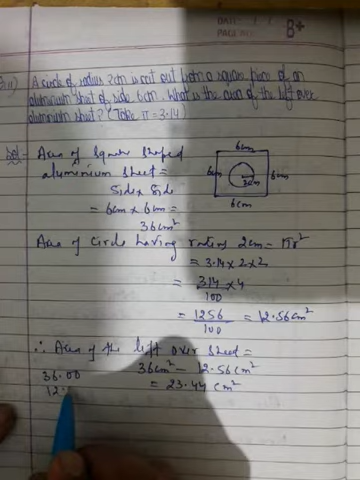 DATE: / /
PAGE NO.: B+
11) A circle of radius 2cm is cut out from a square piece of an
aluminium sheet of side 6cm. What is the area of the left over
aluminium sheet? (Take π = 3.14)
Sol:- Area of Square shaped
aluminium sheet =
Side × Side
= 6cm × 6cm =
36cm²
6cm
6cm
2cm
6cm
6cm
Area of Circle having radius 2cm = πr²
= 3.14 × 2 × 2
= 314/100 × 4
= 1256/100 = 12.56cm²
∴ Area of the left over sheet =
36cm² - 12.56cm²
= 23.44 cm²
36.00
12.